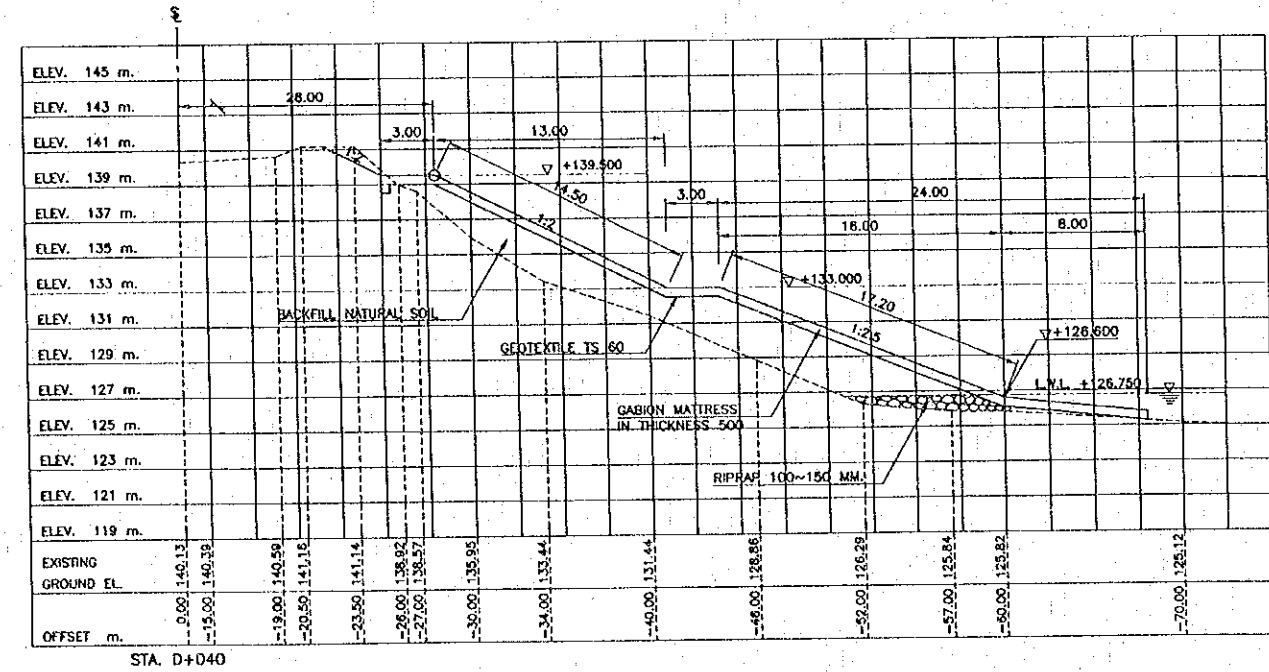 ℄
ELEV. 145 m.
ELEV. 143 m.
28.00
ELEV. 141 m.
3.00 13.00
1:2
+139.500
ELEV. 139 m.
14.50
3.00 24.00
ELEV. 137 m.
1:2
18.00 8.00
ELEV. 135 m.
+133.000
ELEV. 133 m.
17.20
BACKFILL NATURAL SOIL
ELEV. 131 m.
1:2.5
+126.600
GEOTEXTILE TS 60
ELEV. 129 m.
L.W.L. +126.750
ELEV. 127 m.
GABION MATTRESS
IN THICKNESS 500
ELEV. 125 m.
ELEV. 123 m.
RIPRAP 100~150 MM.
ELEV. 121 m.
ELEV. 119 m.
EXISTING
GROUND EL.
140.13 140.39 140.59 141.16 141.14 138.92 138.57 135.95 133.44 131.44 128.86 126.29 125.84 125.82 125.12
OFFSET m.
0.00 -15.00 -19.00 -20.50 -23.50 -26.00 -27.00 -30.00 -34.00 -40.00 -46.00 -52.00 -57.00 -60.00 -70.00
STA. 0+040